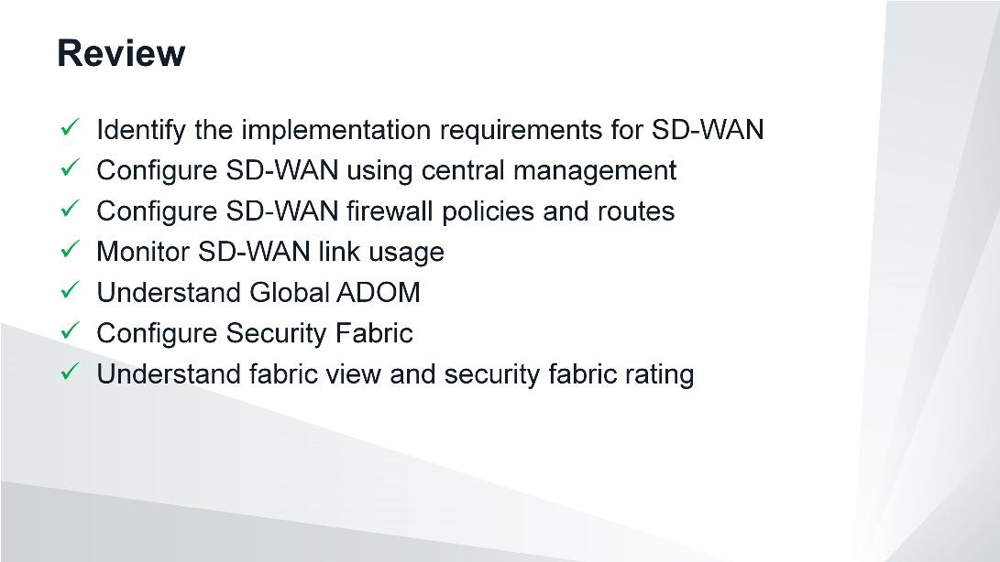 Review
✓ Identify the implementation requirements for SD-WAN
✓ Configure SD-WAN using central management
✓ Configure SD-WAN firewall policies and routes
✓ Monitor SD-WAN link usage
✓ Understand Global ADOM
✓ Configure Security Fabric
✓ Understand fabric view and security fabric rating